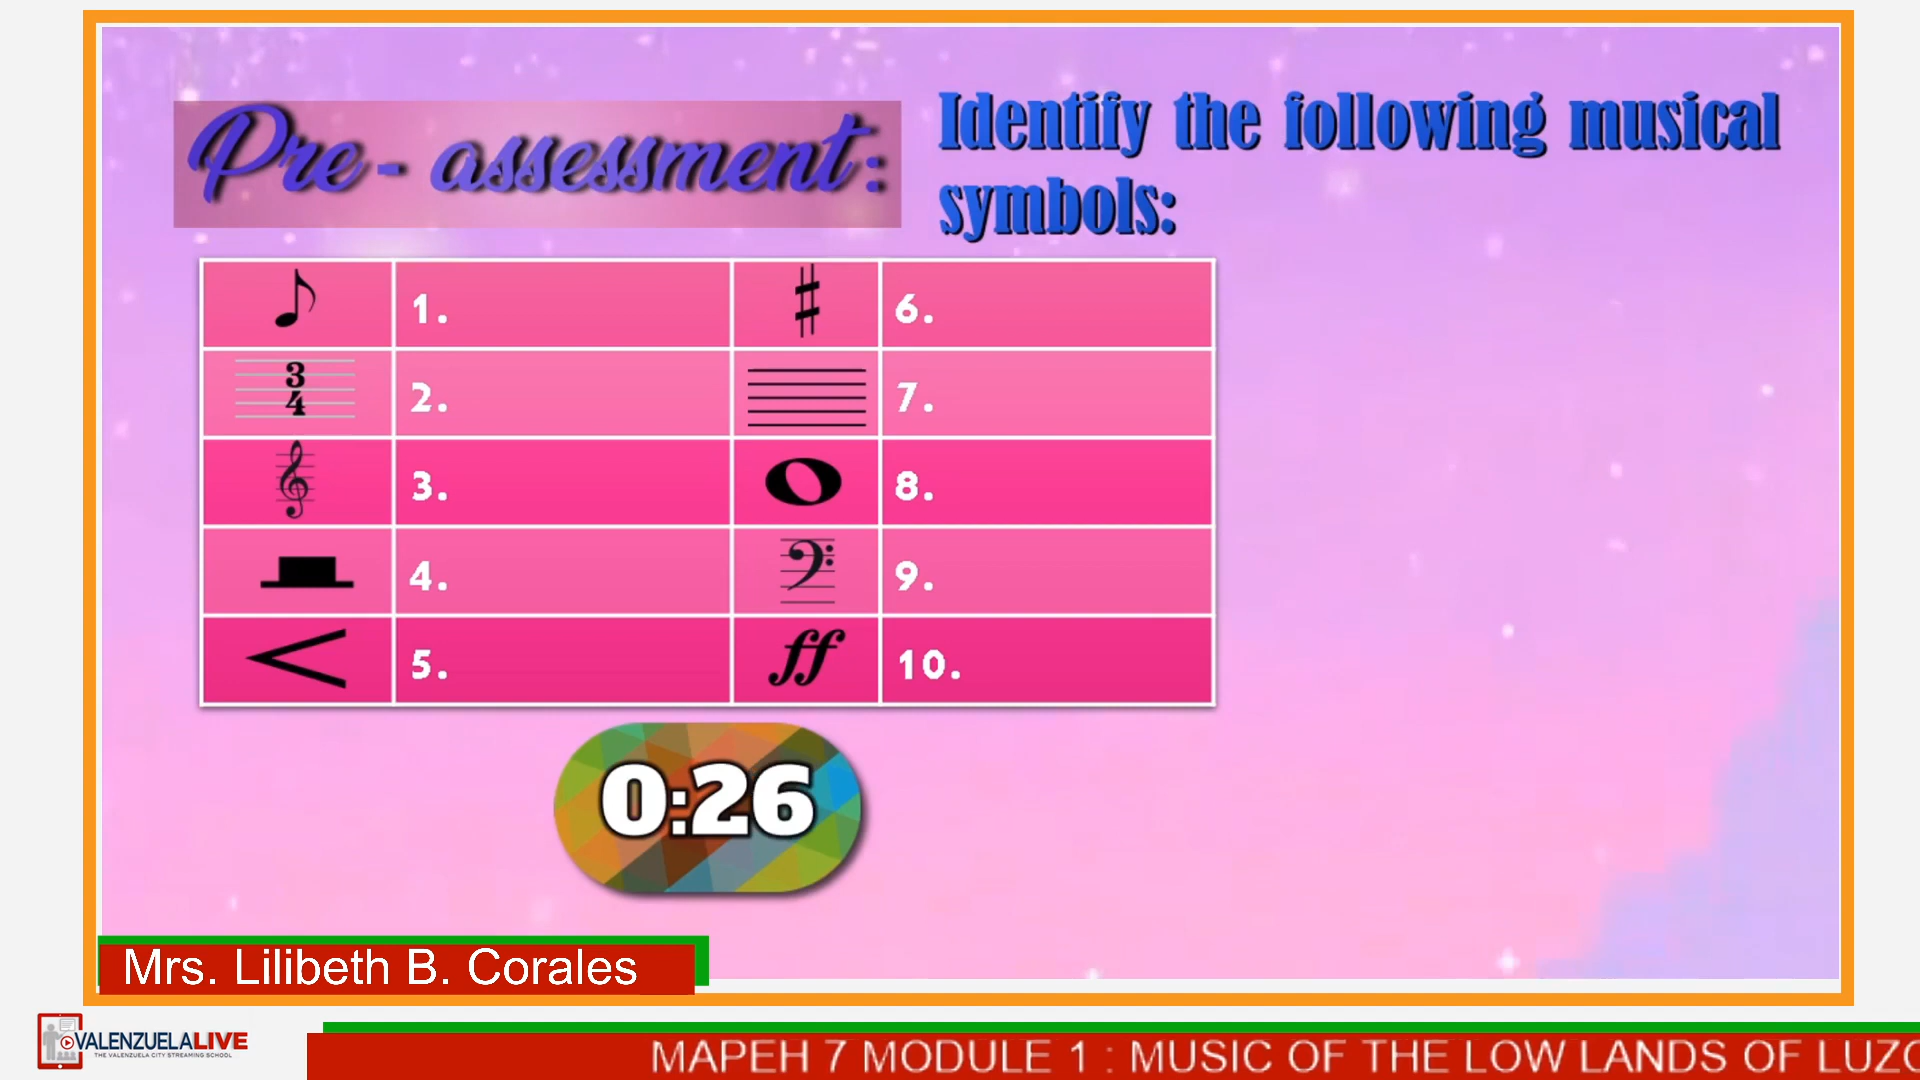 Pre - assessment:
Identify the following musical
symbols:
1.
6.
3
4
2.
7.
3.
8.
4.
9.
5.
ff
10.
0:26
Mrs. Lilibeth B. Corales
VALENZUELALIVE
THE VALENZUELA CITY STREAMING SCHOOL
MAPEH 7 MODULE 1 : MUSIC OF THE LOW LANDS OF LUZO